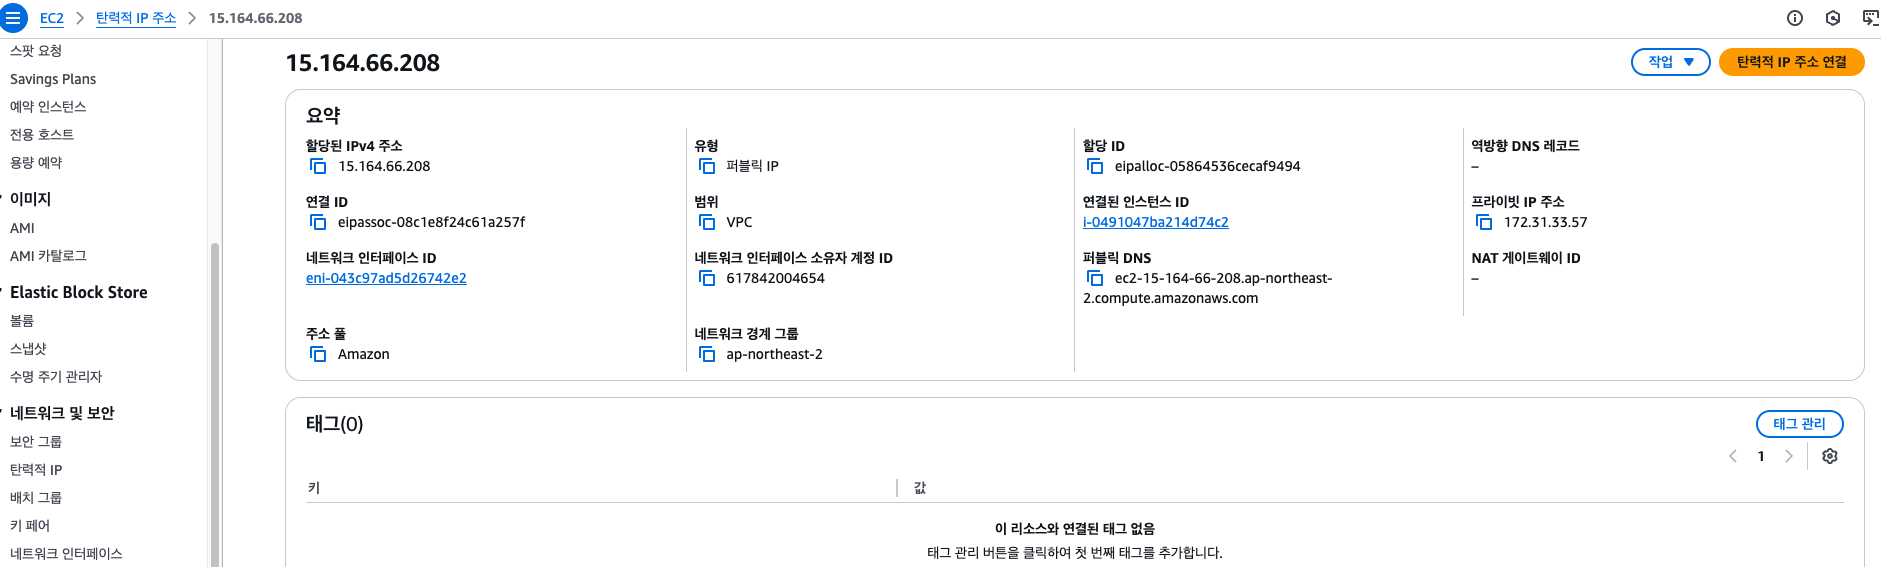 EC2 > 탄력적 IP 주소 > 15.164.66.208
스팟 요청
Savings Plans
예약 인스턴스
전용 호스트
용량 예약
이미지
AMI
AMI 카탈로그
Elastic Block Store
볼륨
스냅샷
수명 주기 관리자
네트워크 및 보안
보안 그룹
탄력적 IP
배치 그룹
키 페어
네트워크 인터페이스
15.164.66.208
작업
탄력적 IP 주소 연결
요약
할당된 IPv4 주소
15.164.66.208
유형
퍼블릭 IP
할당 ID
eipalloc-05864536cecaf9494
역방향 DNS 레코드
–
연결 ID
eipassoc-08c1e8f24c61a257f
범위
VPC
연결된 인스턴스 ID
i-0491047ba214d74c2
프라이빗 IP 주소
172.31.33.57
네트워크 인터페이스 ID
eni-043c97ad5d26742e2
네트워크 인터페이스 소유자 계정 ID
617842004654
퍼블릭 DNS
ec2-15-164-66-208.ap-northeast-
2.compute.amazonaws.com
NAT 게이트웨이 ID
–
주소 풀
Amazon
네트워크 경계 그룹
ap-northeast-2
태그(0)
태그 관리
1
키
값
이 리소스와 연결된 태그 없음
태그 관리 버튼을 클릭하여 첫 번째 태그를 추가합니다.